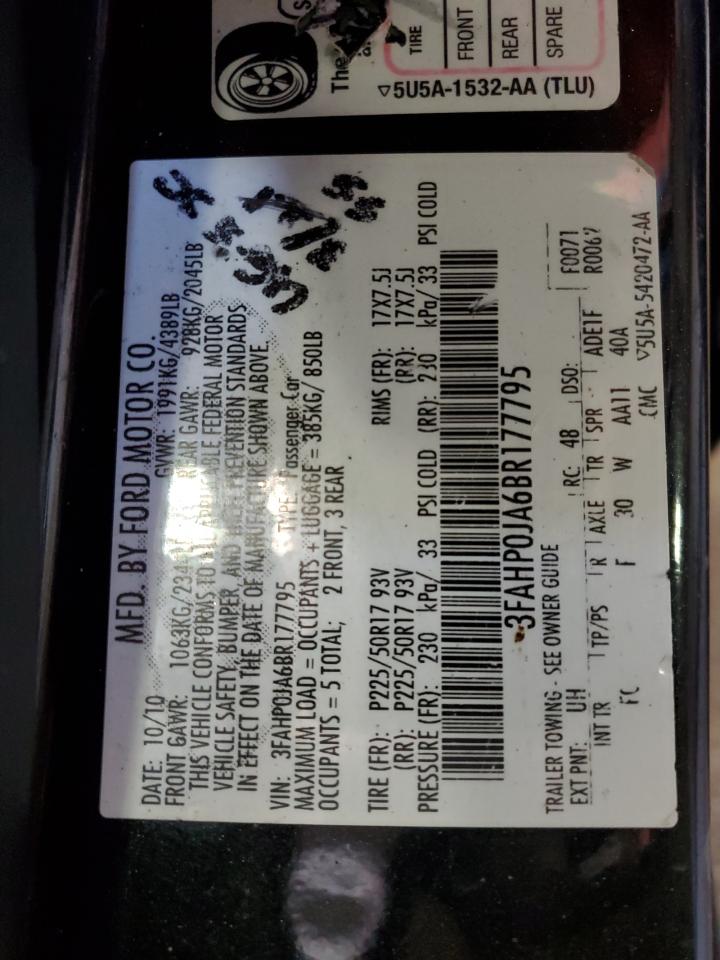 The
TIRE
FRONT
REAR
SPARE
▽5U5A-1532-AA (TLU)
MFD. BY FORD MOTOR CO.
DATE: 10/10 GVWR: 1991KG/4389LB
FRONT GAWR: 1063KG/234 REAR GAWR: 928KG/2045LB
THIS VEHICLE CONFORMS TO ALL APPLICABLE FEDERAL MOTOR
VEHICLE SAFETY, BUMPER, AND THEFT PREVENTION STANDARDS
IN EFFECT ON THE DATE OF MANUFACTURE SHOWN ABOVE.
VIN: 3FAHP0JA6BR177795 TYPE: Passenger Car
MAXIMUM LOAD = OCCUPANTS + LUGGAGE = 385KG/ 850LB
OCCUPANTS = 5 TOTAL; 2 FRONT, 3 REAR
TIRE (FR): P225/50R17 93V RIMS (FR): 17X7.5J
(RR): P225/50R17 93V (RR): 17X7.5J
PRESSURE (FR): 230 kPa/ 33 PSI COLD (RR): 230 kPa/ 33 PSI COLD
3FAHP0JA6BR177795
TRAILER TOWING - SEE OWNER GUIDE
EXT PNT: UH RC: 48 DSO: F0071
INT TR TP/PS R AXLE TR SPR ADE1F R0067
FC F 30 W AA11 40A
CMC ▽5U5A-5420472-AA